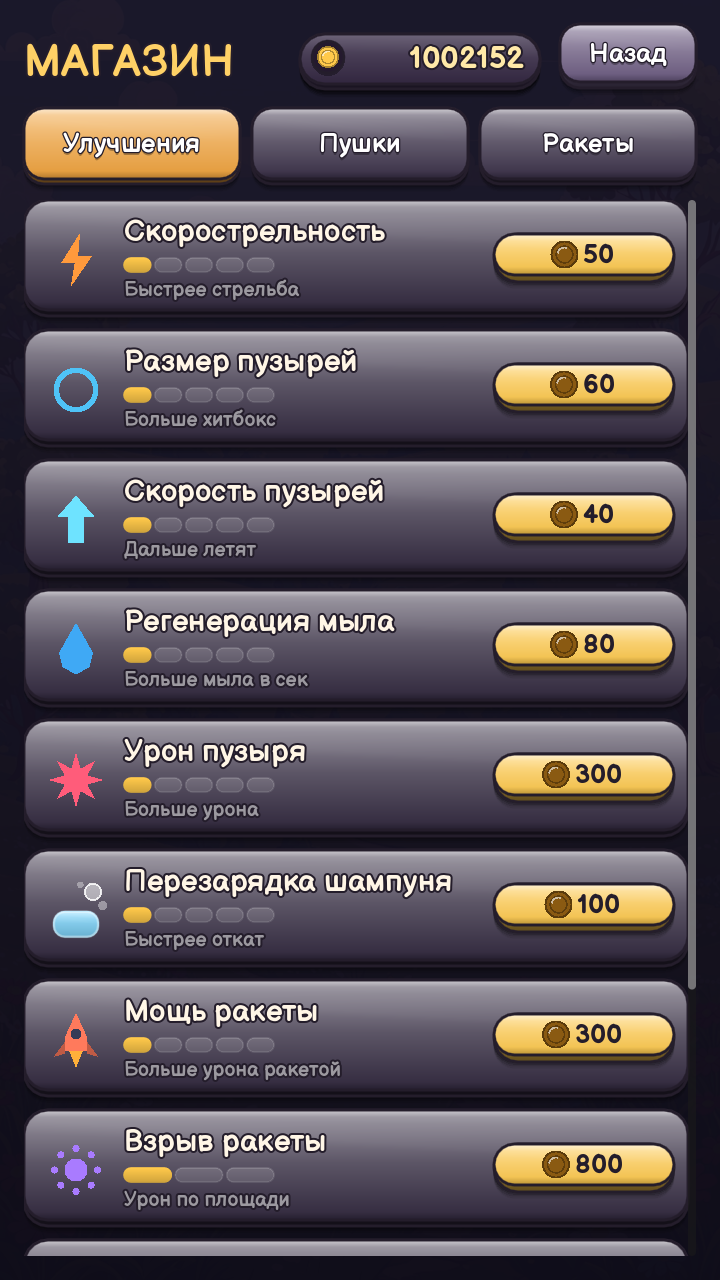 МАГАЗИН
1002152
Назад
Улучшения
Пушки
Ракеты
Скорострельность
50
Быстрее стрельба
Размер пузырей
60
Больше хитбокс
Скорость пузырей
40
Дальше летят
Регенерация мыла
80
Больше мыла в сек
Урон пузыря
300
Больше урона
Перезарядка шампуня
100
Быстрее откат
Мощь ракеты
300
Больше урона ракетой
Взрыв ракеты
800
Урон по площади